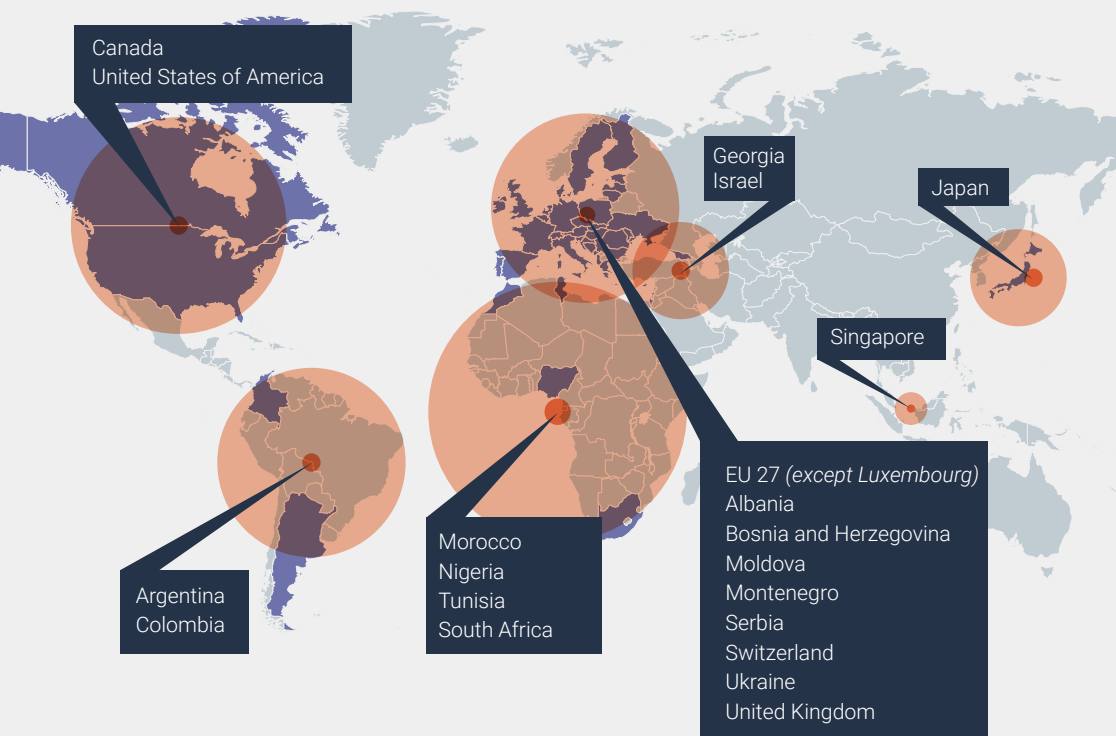 Canada
United States of America
Georgia
Israel
Japan
Singapore
EU 27 (except Luxembourg)
Albania
Bosnia and Herzegovina
Moldova
Montenegro
Serbia
Switzerland
Ukraine
United Kingdom
Morocco
Nigeria
Tunisia
South Africa
Argentina
Colombia